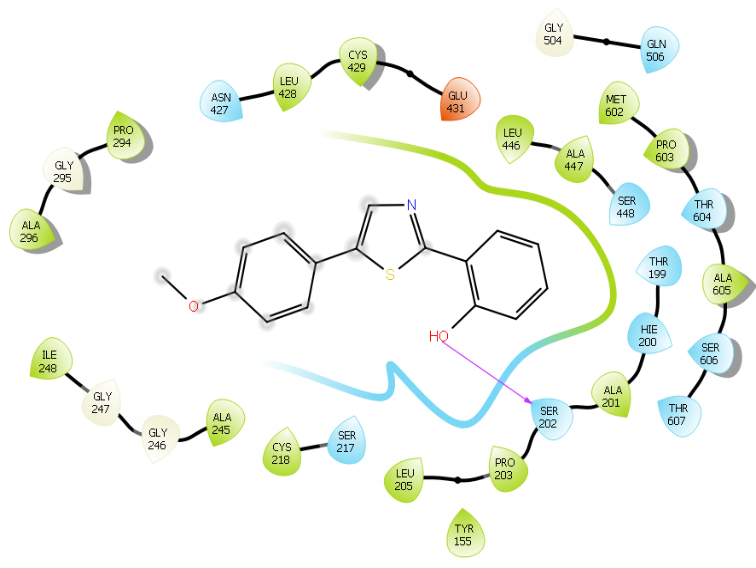 GLY
504
GLN
506
CYS
429
LEU
428
ASN
427
GLU
431
MET
602
PRO
603
LEU
446
ALA
447
SER
448
THR
604
PRO
294
GLY
295
ALA
296
N
S
O
HO
THR
199
ALA
605
HIE
200
SER
606
THR
607
ALA
201
SER
202
PRO
203
LEU
205
TYR
155
ILE
248
GLY
247
GLY
246
ALA
245
CYS
218
SER
217